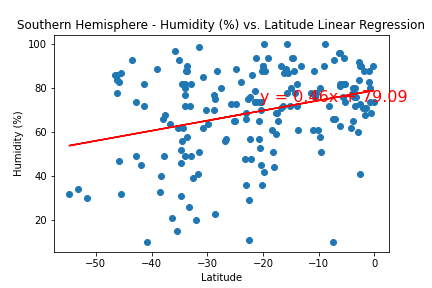 Southern Hemisphere - Humidity (%) vs. Latitude Linear Regression
100
80
y = 0.46x + 79.09
60
40
20
Humidity (%)
−50 −40 −30 −20 −10 0
Latitude